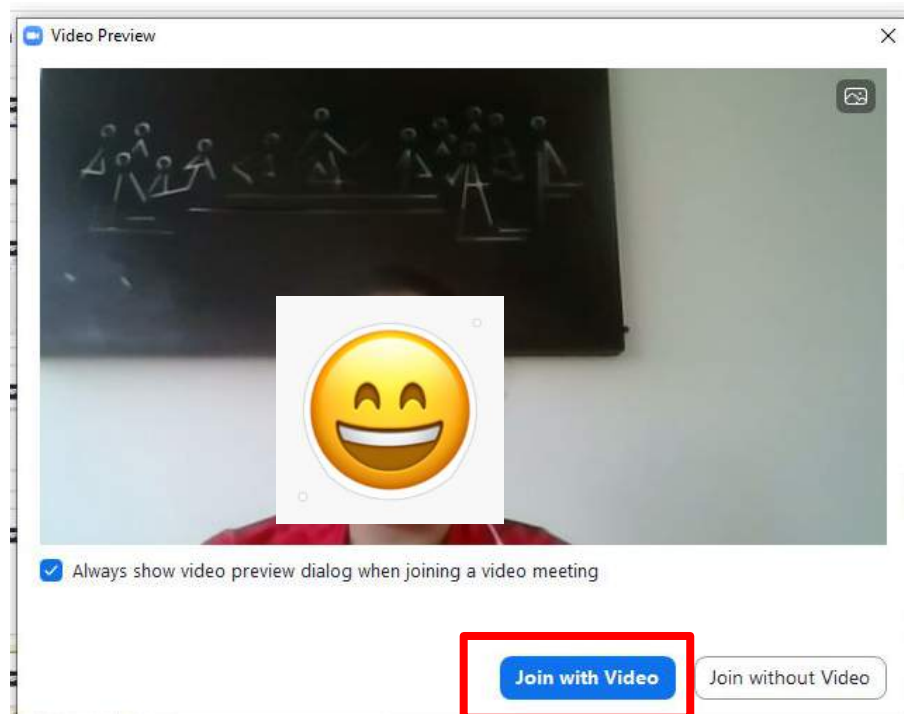 Video Preview
Always show video preview dialog when joining a video meeting
Join with Video
Join without Video